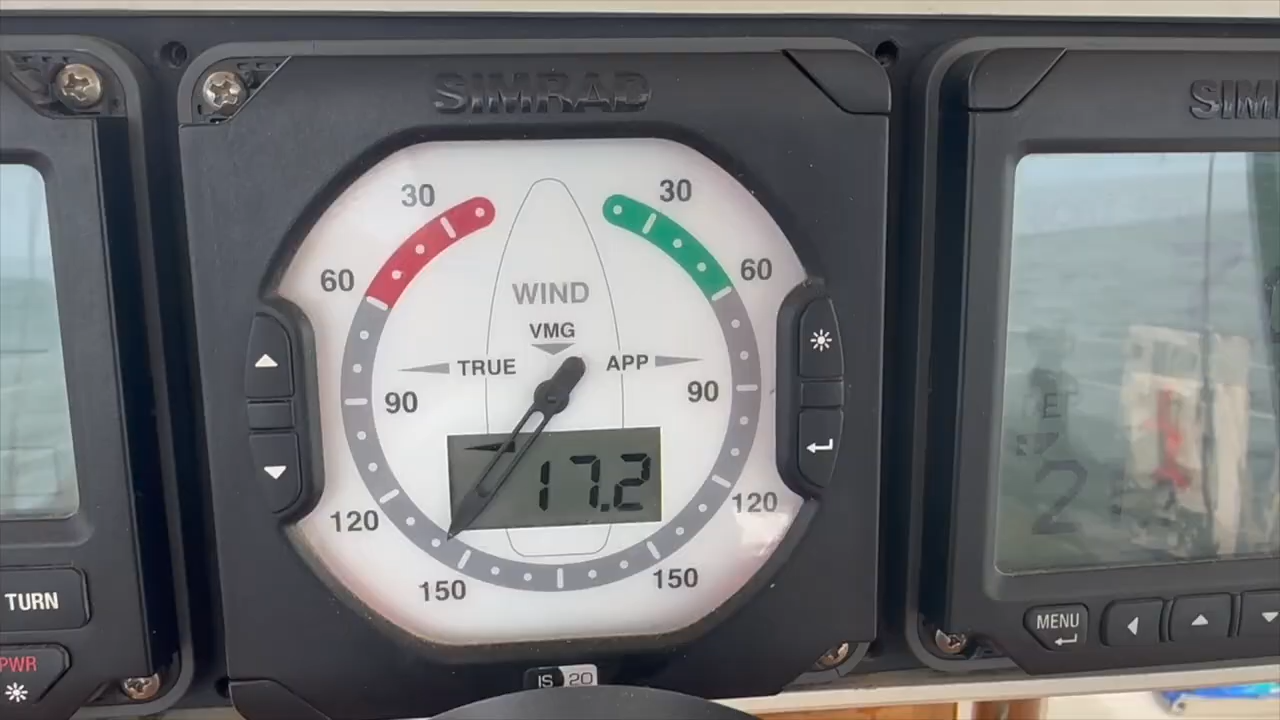 SIMRAD
30 30
60 60
WIND
VMG
TRUE APP
90 90
17.2
120 120
150 150
IS 20
TURN
PWR
SIM
E
2
MENU